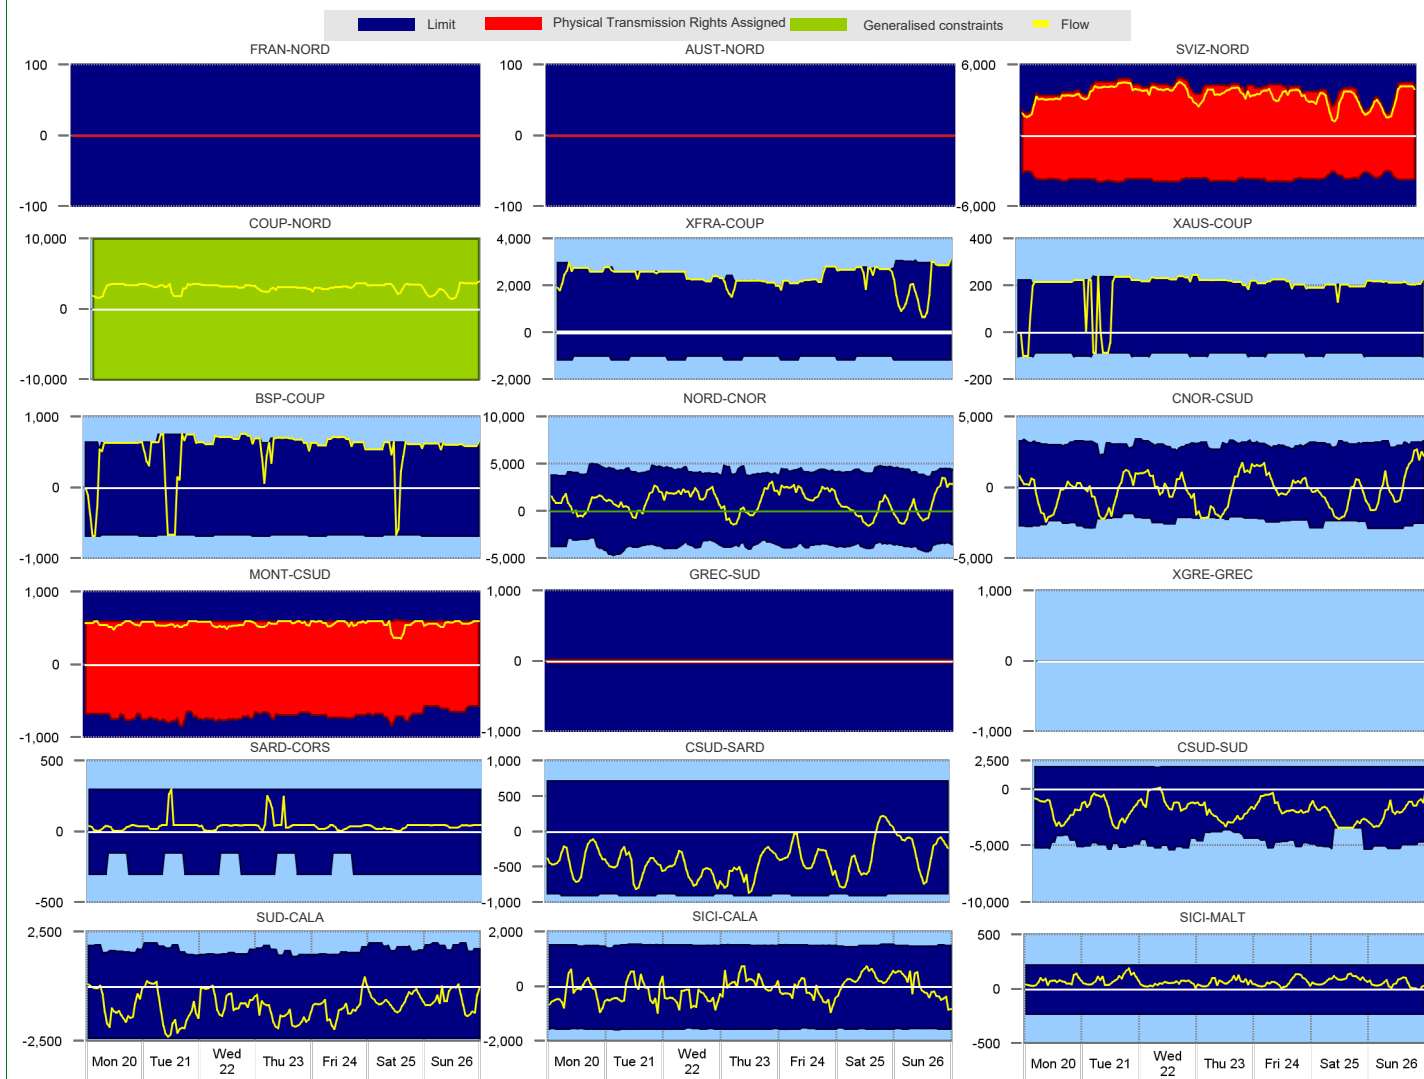 Limit Physical Transmission Rights Assigned Generalised constraints Flow
FRAN-NORD AUST-NORD SVIZ-NORD
100 100 6,000
0 0 0
-100 -100 -6,000
COUP-NORD XFRA-COUP XAUS-COUP
10,000 4,000 400
2,000 200
0 0 0
-10,000 -2,000 -200
BSP-COUP NORD-CNOR CNOR-CSUD
1,000 10,000 5,000
5,000
0 0 0
-1,000 -5,000 -5,000
MONT-CSUD GREC-SUD XGRE-GREC
1,000 1,000 1,000
0 0 0
-1,000 -1,000 -1,000
SARD-CORS CSUD-SARD CSUD-SUD
500 1,000 2,500
500 0
0 0
-500 -5,000
-500 -1,000 -10,000
SUD-CALA SICI-CALA SICI-MALT
2,500 2,000 500
0 0 0
-2,500 -2,000 -500
Mon 20 Tue 21 Wed 22 Thu 23 Fri 24 Sat 25 Sun 26 Mon 20 Tue 21 Wed 22 Thu 23 Fri 24 Sat 25 Sun 26 Mon 20 Tue 21 Wed 22 Thu 23 Fri 24 Sat 25 Sun 26